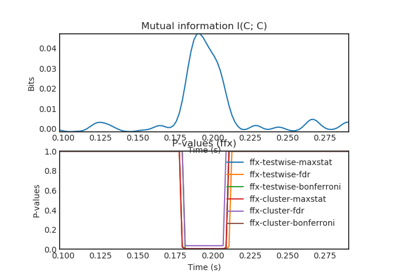 Mutual information I(C; C)
0.04
0.03
0.02
0.01
0.00
Bits
0.100 0.125 0.150 0.175 0.200 0.225 0.250 0.275
Time (s)
P-values (ffx)
1.0
0.8
0.6
0.4
0.2
0.0
P-values
ffx-testwise-maxstat
ffx-testwise-fdr
ffx-testwise-bonferroni
ffx-cluster-maxstat
ffx-cluster-fdr
ffx-cluster-bonferroni
0.100 0.125 0.150 0.175 0.200 0.225 0.250 0.275
Time (s)